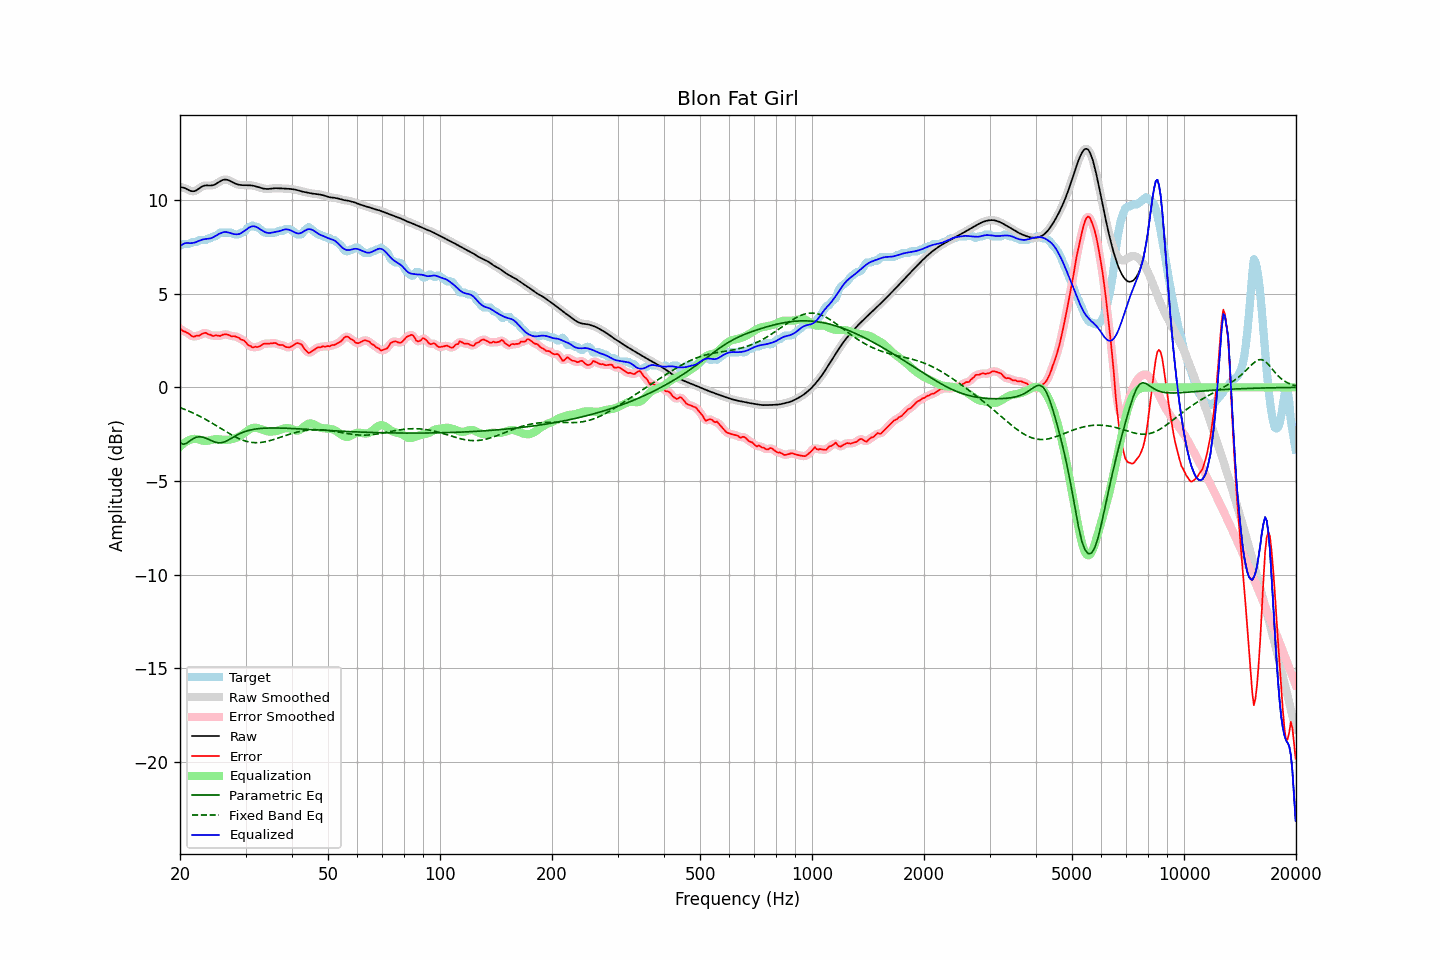 Blon Fat Girl
Amplitude (dBr)
10
5
0
−5
−10
−15
−20
Target
Raw Smoothed
Error Smoothed
Raw
Error
Equalization
Parametric Eq
Fixed Band Eq
Equalized
20 50 100 200 500 1000 2000 5000 10000 20000
Frequency (Hz)